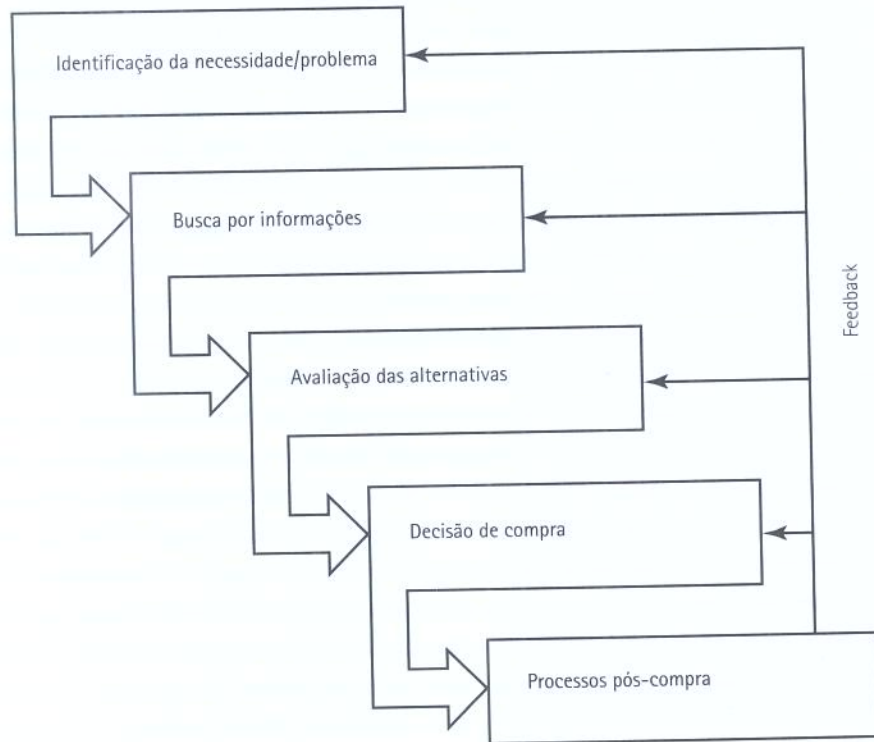 Identificação da necessidade/problema
Busca por informações
Avaliação das alternativas
Feedback
Decisão de compra
Processos pós-compra